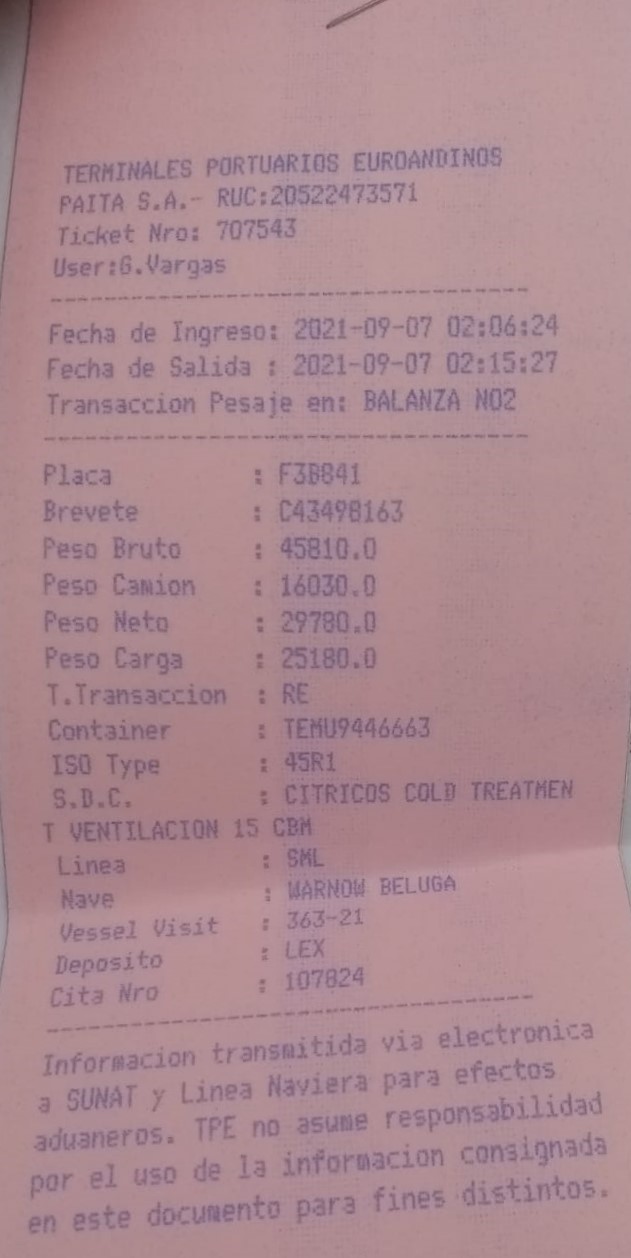 TERMINALES PORTUARIOS EUROANDINOS
PAITA S.A.- RUC:20522473571
Ticket Nro: 707543
User:G.Vargas
--------------------------------
Fecha de Ingreso: 2021-09-07 02:06:24
Fecha de Salida : 2021-09-07 02:15:27
Transaccion Pesaje en: BALANZA NO2
--------------------------------
Placa : F3B841
Brevete : C43498163
Peso Bruto : 45810.0
Peso Camion : 16030.0
Peso Neto : 29780.0
Peso Carga : 25180.0
T.Transaccion : RE
Container : TEMU9446663
ISO Type : 45R1
S.D.C. : CITRICOS COLD TREATMEN
T VENTILACION 15 CBM
Linea : SML
Nave : WARNOW BELUGA
Vessel Visit : 363-21
Deposito : LEX
Cita Nro : 107824
--------------------------------
Informacion transmitida via electronica
a SUNAT y Linea Naviera para efectos
aduaneros. TPE no asume responsabilidad
por el uso de la informacion consignada
en este documento para fines distintos.